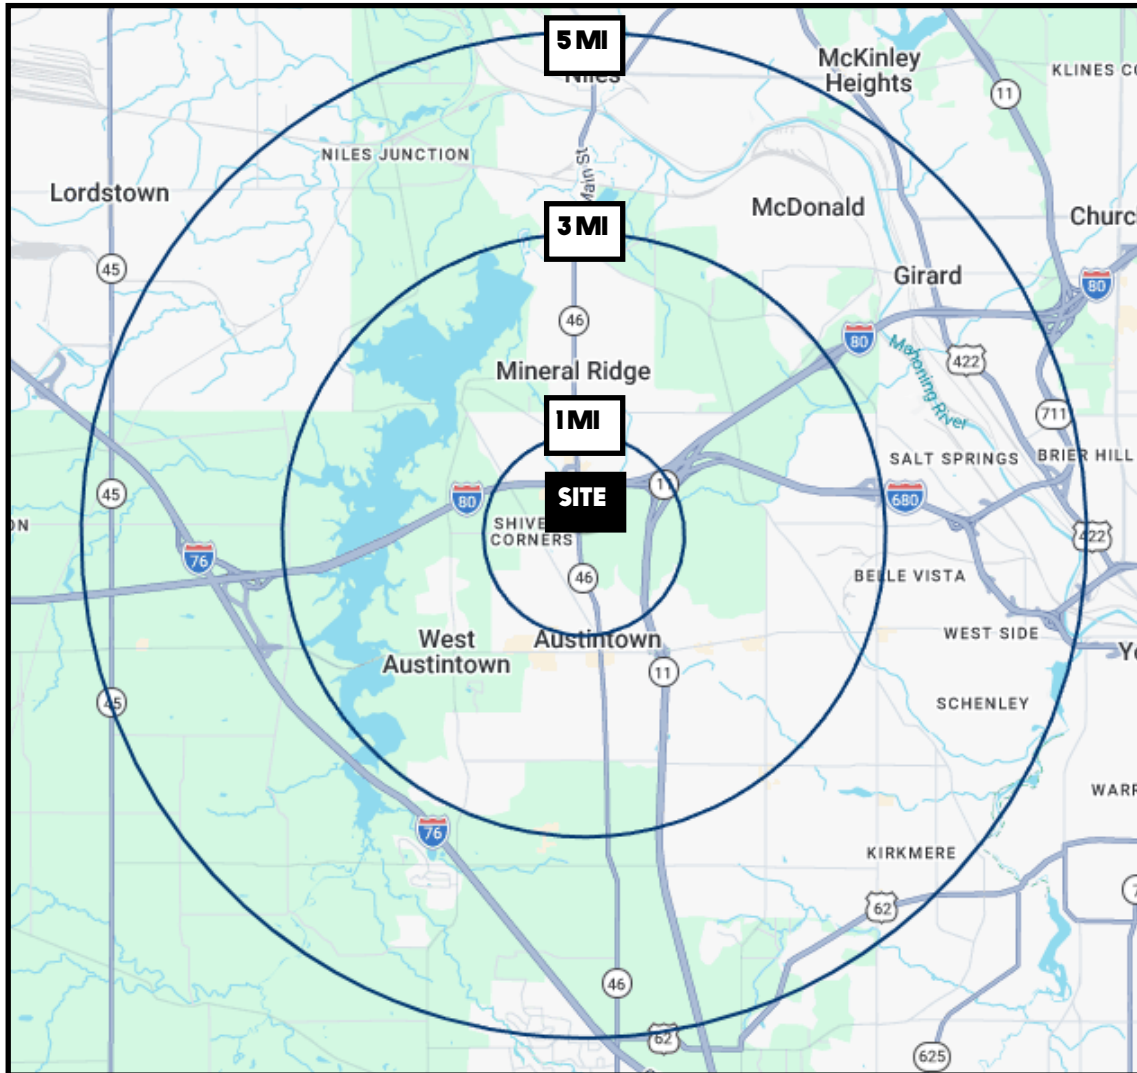 5 MI
Niles
McKinley
Heights
KLINES CO
11
NILES JUNCTION
Main St
Lordstown
McDonald
3 MI
Church
45
Girard
80
46
80
Mahoning River
422
Mineral Ridge
1 MI
711
SALT SPRINGS
BRIER HILL
45
80
SITE
11
680
ON
SHIVE
CORNERS
422
76
46
BELLE VISTA
West
Austintown
Austintown
WEST SIDE
Yo
11
45
SCHENLEY
WARR
76
KIRKMERE
62
7
46
62
625